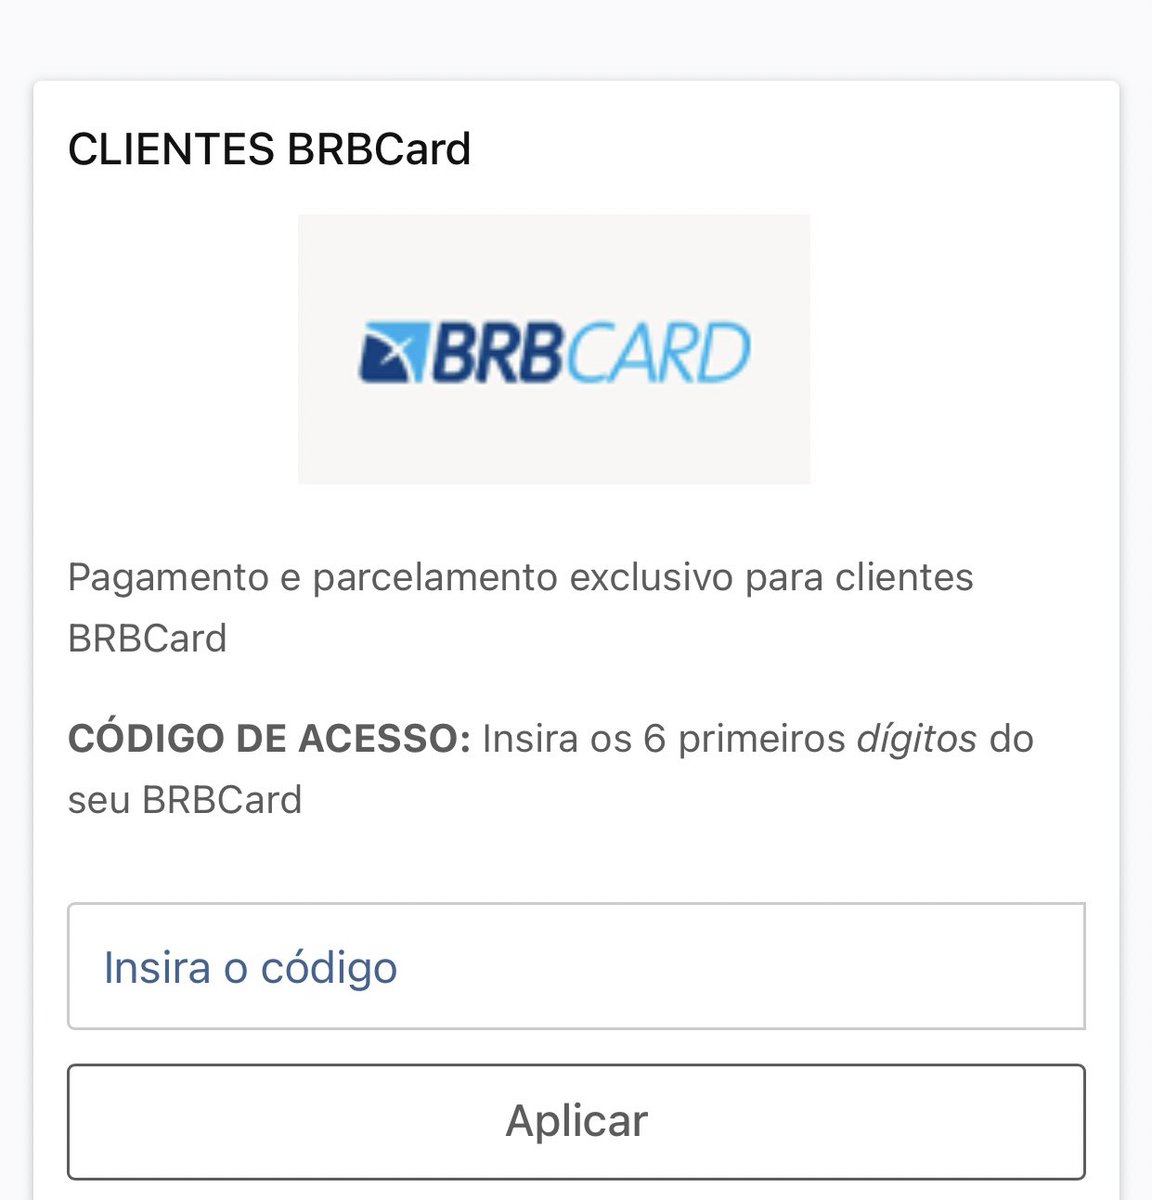 CLIENTES BRBCard
BRBCARD
Pagamento e parcelamento exclusivo para clientes
BRBCard
CÓDIGO DE ACESSO: Insira os 6 primeiros dígitos do
seu BRBCard
Insira o código
Aplicar